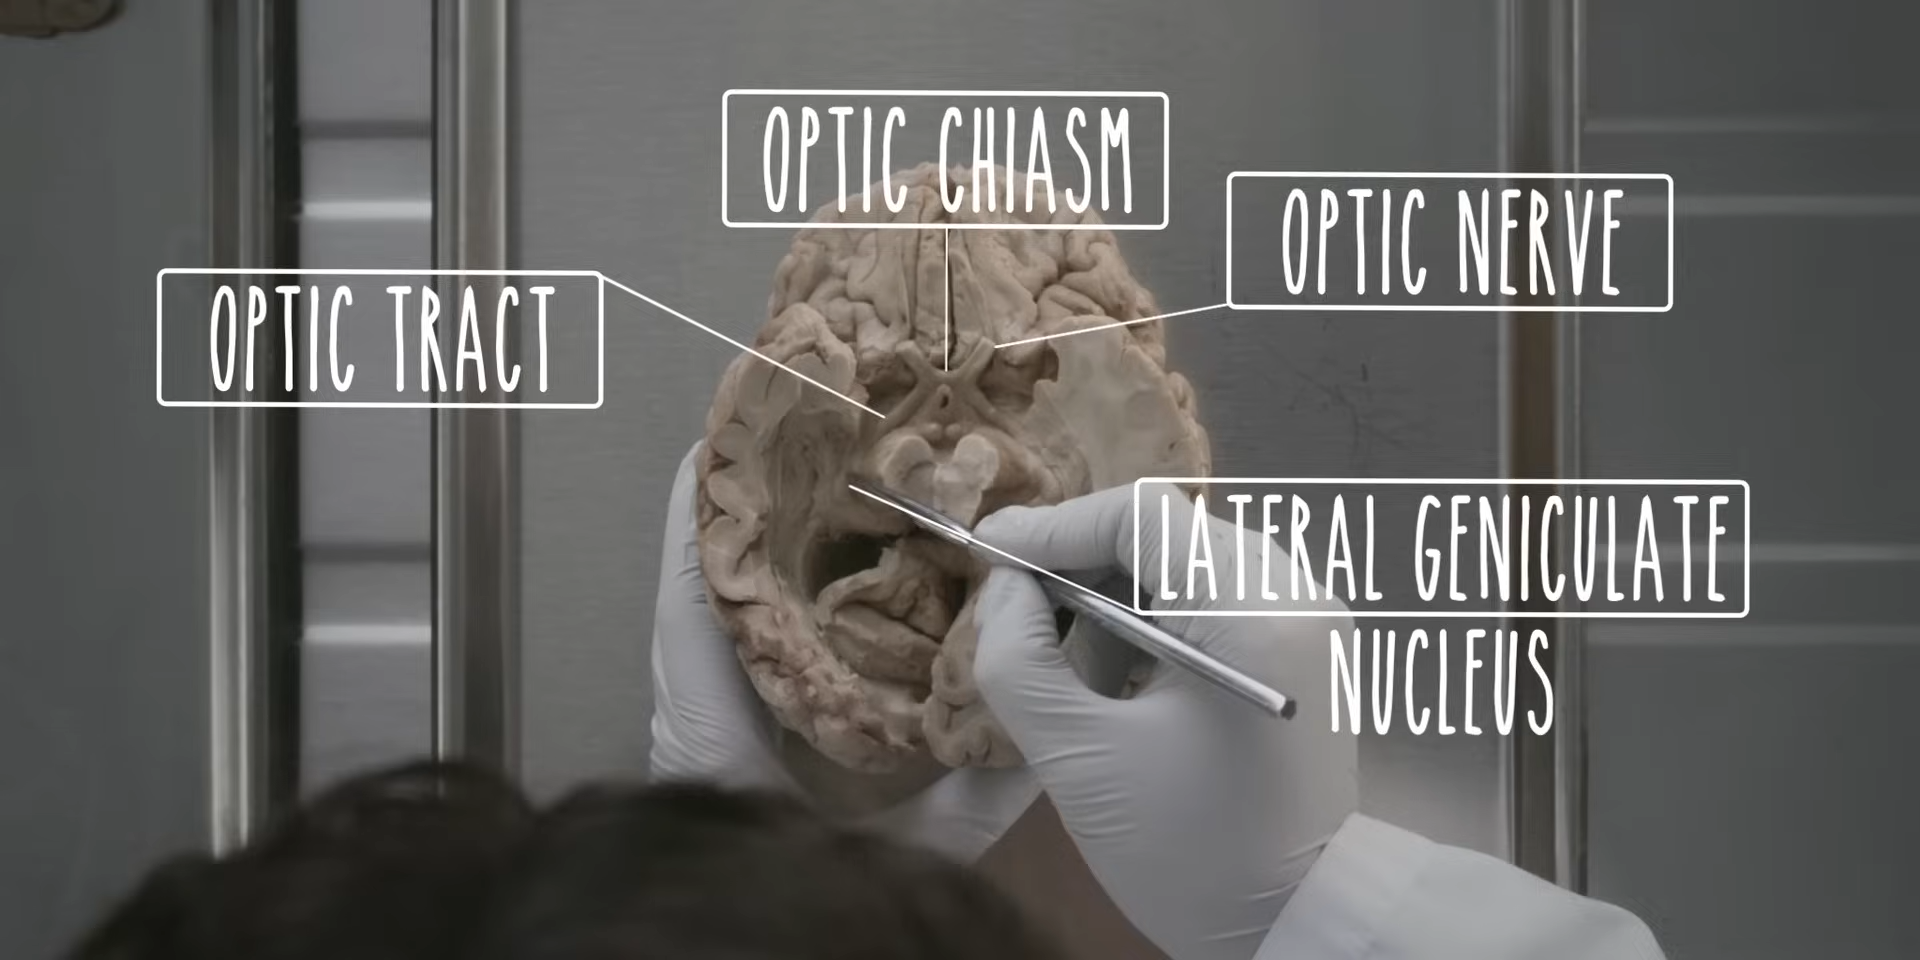 OPTIC CHIASM
OPTIC NERVE
OPTIC TRACT
LATERAL GENICULATE
NUCLEUS